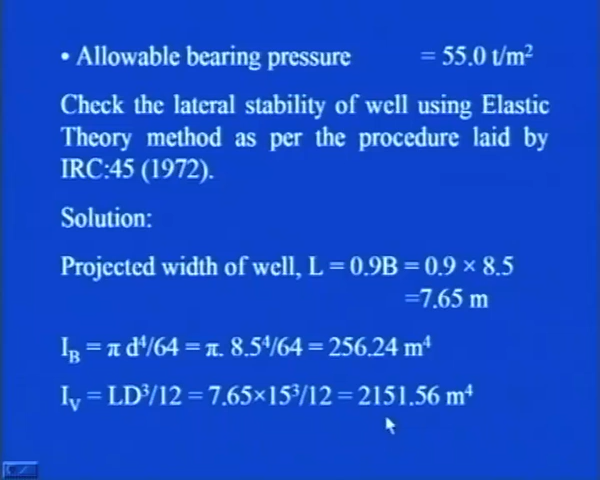 • Allowable bearing pressure = 55.0 t/m²
Check the lateral stability of well using Elastic
Theory method as per the procedure laid by
IRC:45 (1972).
Solution:
Projected width of well, L = 0.9B = 0.9 × 8.5
=7.65 m
I_B = π d⁴/64 = π. 8.5⁴/64 = 256.24 m⁴
I_V = LD³/12 = 7.65×15³/12 = 2151.56 m⁴